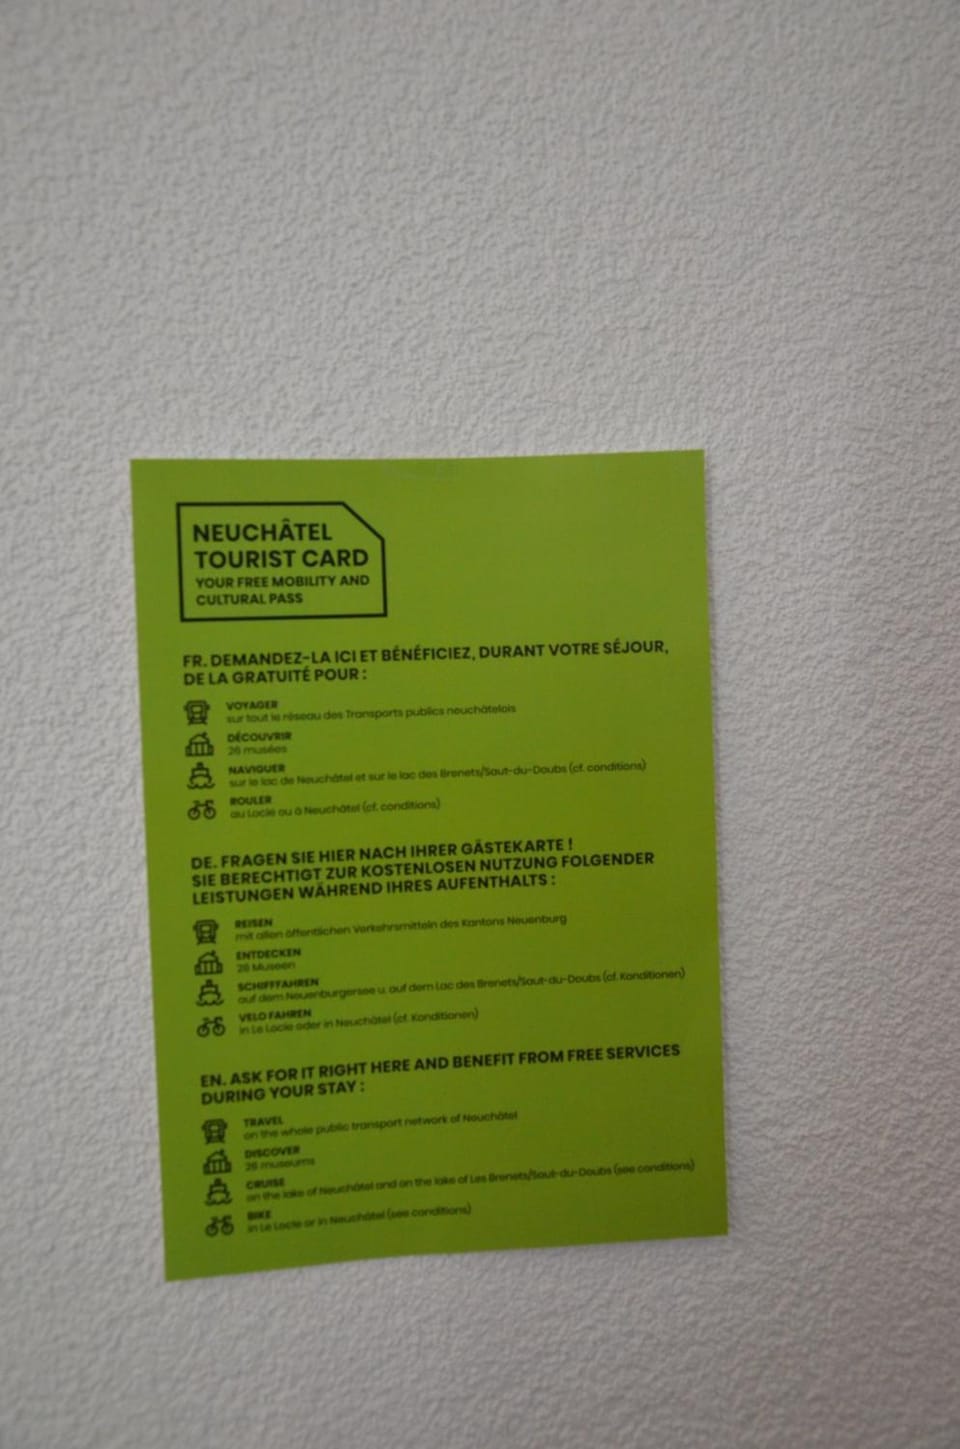 NEUCHÂTEL
TOURIST CARD
YOUR FREE MOBILITY AND
CULTURAL PASS
FR. DEMANDEZ-LA ICI ET BÉNÉFICIEZ, DURANT VOTRE SÉJOUR,
DE LA GRATUITÉ POUR :
VOYAGER
sur tout le réseau des Transports publics neuchâtelois
DÉCOUVRIR
26 musées
NAVIGUER
sur le lac de Neuchâtel et sur le lac des Brenets/Saut-du-Doubs (cf. conditions)
ROULER
au Locle ou à Neuchâtel (cf. conditions)
DE. FRAGEN SIE HIER NACH IHRER GÄSTEKARTE !
SIE BERECHTIGT ZUR KOSTENLOSEN NUTZUNG FOLGENDER
LEISTUNGEN WÄHREND IHRES AUFENTHALTS :
REISEN
mit allen öffentlichen Verkehrsmitteln des Kantons Neuenburg
ENTDECKEN
26 Museen
SCHIFFFAHREN
auf dem Neuenburgersee u. auf dem Lac des Brenets/Saut-du-Doubs (cf. Konditionen)
VELO FAHREN
in Le Locle oder in Neuchâtel (cf. Konditionen)
EN. ASK FOR IT RIGHT HERE AND BENEFIT FROM FREE SERVICES
DURING YOUR STAY :
TRAVEL
on the whole public transport network of Neuchâtel
DISCOVER
26 museums
CRUISE
on the lake of Neuchâtel and on the lake of Les Brenets/Saut-du-Doubs (see conditions)
BIKE
in Le Locle or in Neuchâtel (see conditions)